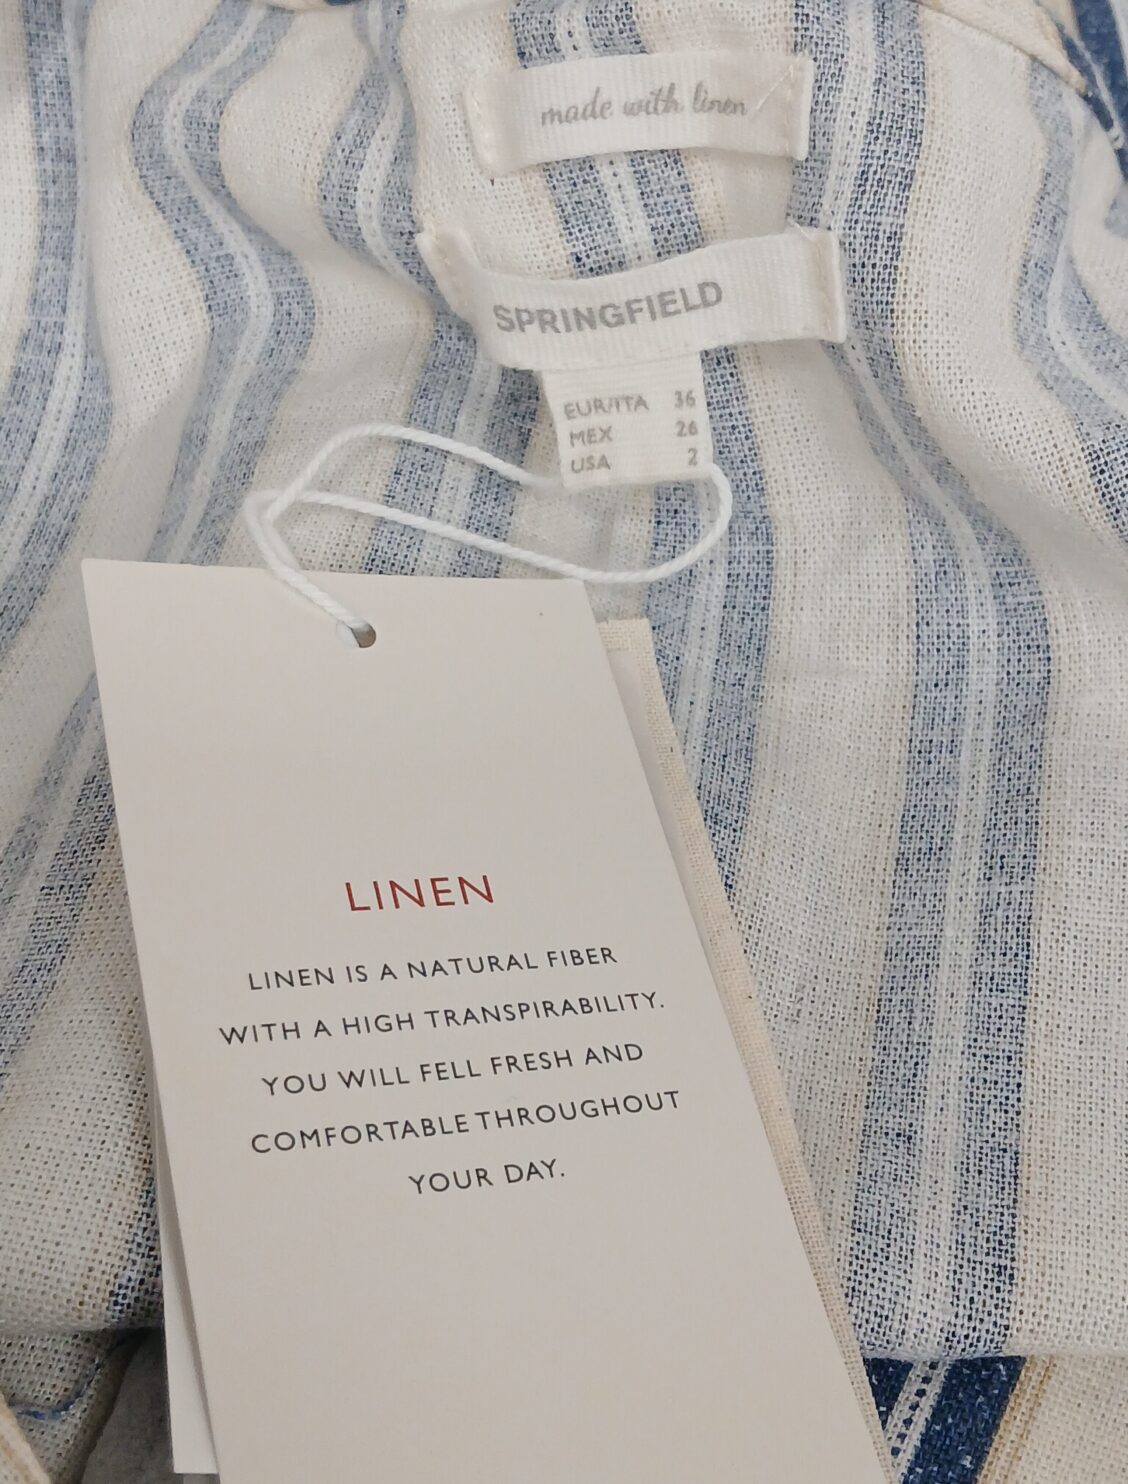 made with linen
SPRINGFIELD
EUR/ITA 36
MEX 26
USA 2
LINEN
LINEN IS A NATURAL FIBER
WITH A HIGH TRANSPIRABILITY.
YOU WILL FELL FRESH AND
COMFORTABLE THROUGHOUT
YOUR DAY.